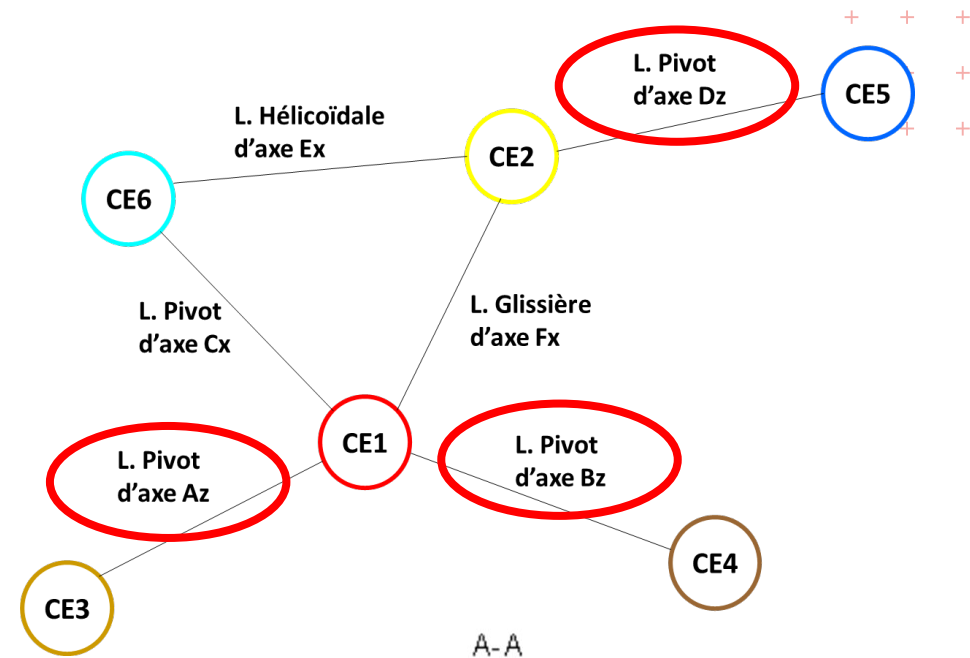 L. Pivot
d'axe Dz
CE5
L. Hélicoïdale
d'axe Ex
CE2
CE6
L. Pivot
d'axe Cx
L. Glissière
d'axe Fx
CE1
L. Pivot
d'axe Az
L. Pivot
d'axe Bz
CE4
CE3
A-A